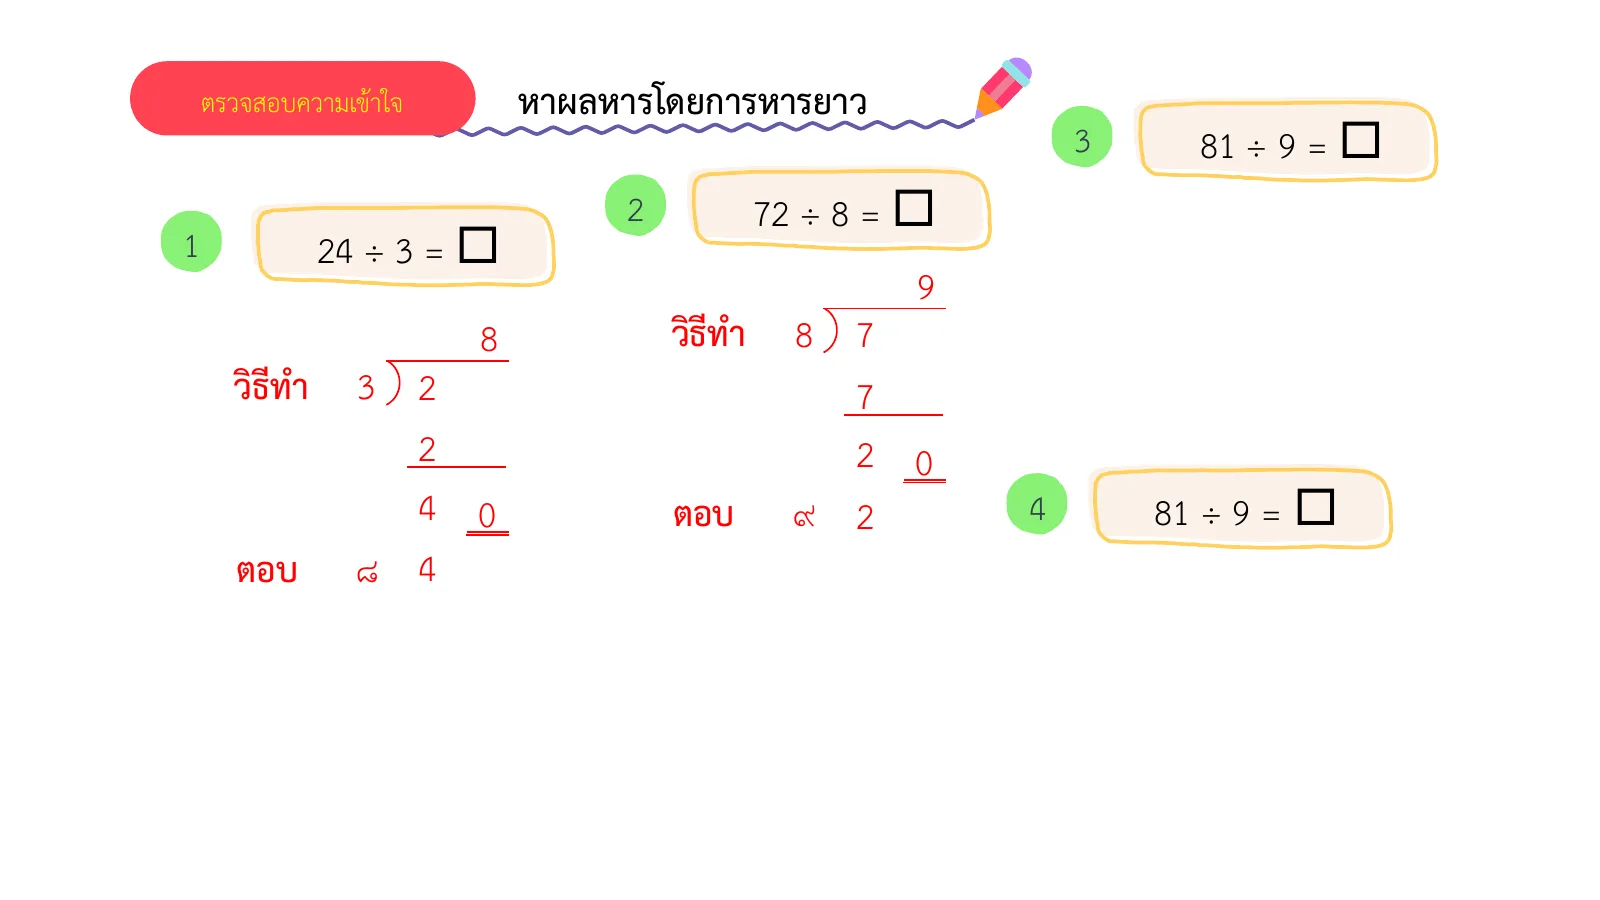 ตรวจสอบความเข้าใจ
หาผลหารโดยการหารยาว
1
24 ÷ 3 = □
8
วิธีทำ 3 ) 2
2
4 0
ตอบ ๘ 4
2
72 ÷ 8 = □
9
วิธีทำ 8 ) 7
7
2 0
ตอบ ๙ 2
3
81 ÷ 9 = □
4
81 ÷ 9 = □